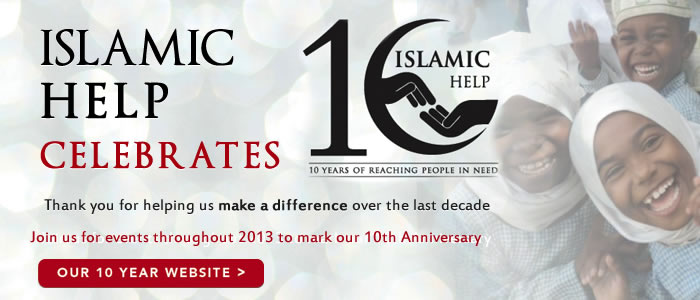 ISLAMIC
HELP
CELEBRATES
10
ISLAMIC
HELP
10 YEARS OF REACHING PEOPLE IN NEED
Thank you for helping us make a difference over the last decade
Join us for events throughout 2013 to mark our 10th Anniversary y
OUR 10 YEAR WEBSITE >